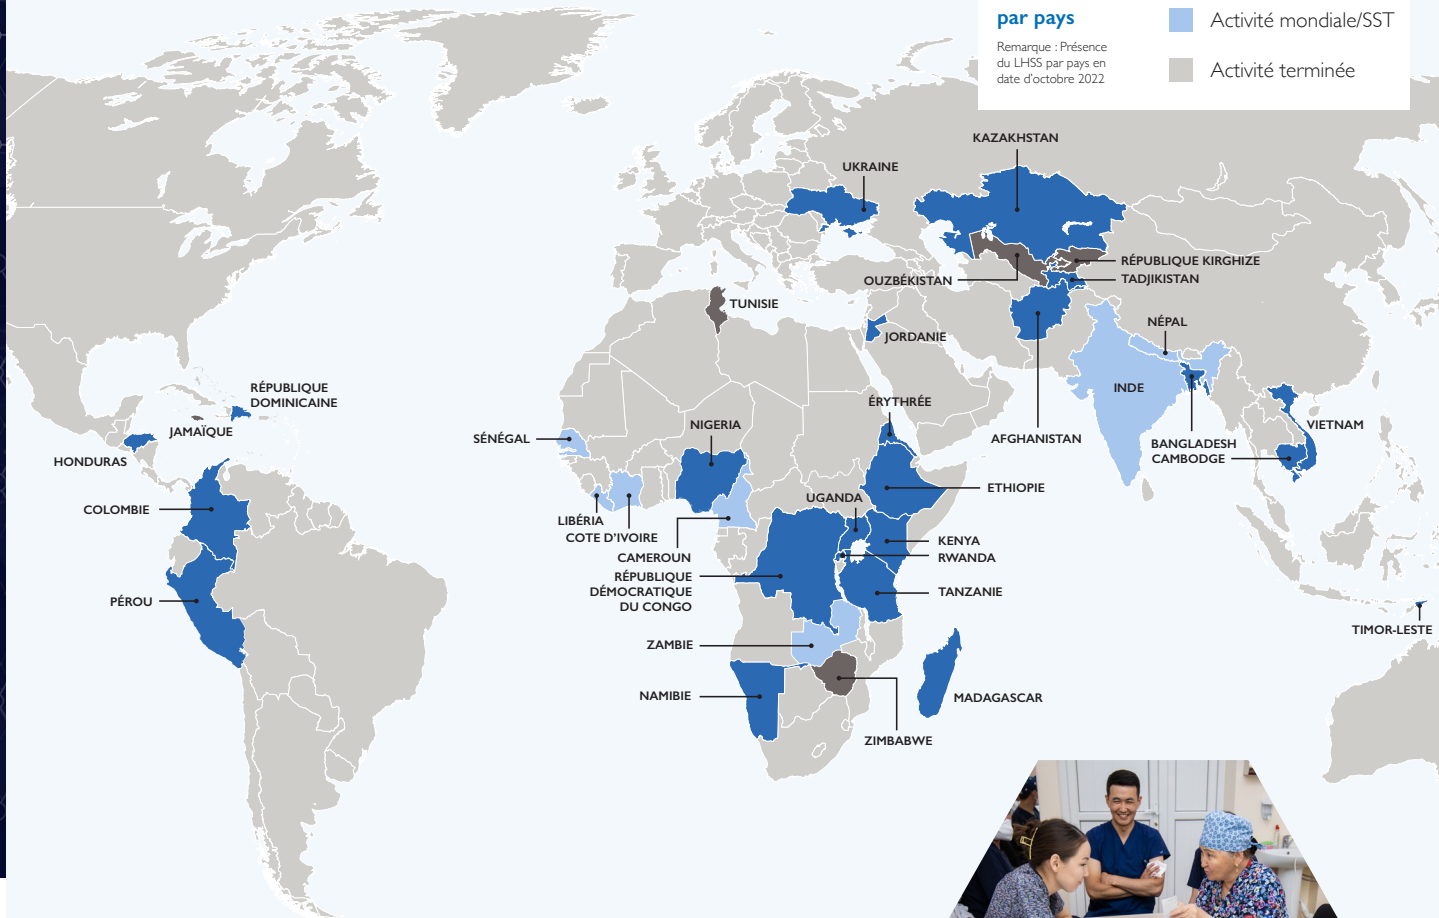 par pays
Remarque : Présence
du LHSS par pays en
date d'octobre 2022
Activité mondiale/SST
Activité terminée
KAZAKHSTAN
UKRAINE
RÉPUBLIQUE KIRGHIZE
OUZBÉKISTAN
TADJIKISTAN
TUNISIE
JORDANIE
NÉPAL
INDE
RÉPUBLIQUE
DOMINICAINE
JAMAÏQUE
HONDURAS
COLOMBIE
PÉROU
SÉNÉGAL
NIGERIA
ÉRYTHRÉE
AFGHANISTAN
BANGLADESH
CAMBODGE
VIETNAM
LIBÉRIA
COTE D'IVOIRE
CAMEROUN
UGANDA
ETHIOPIE
KENYA
RWANDA
RÉPUBLIQUE
DÉMOCRATIQUE
DU CONGO
TANZANIE
ZAMBIE
NAMIBIE
MADAGASCAR
ZIMBABWE
TIMOR-LESTE